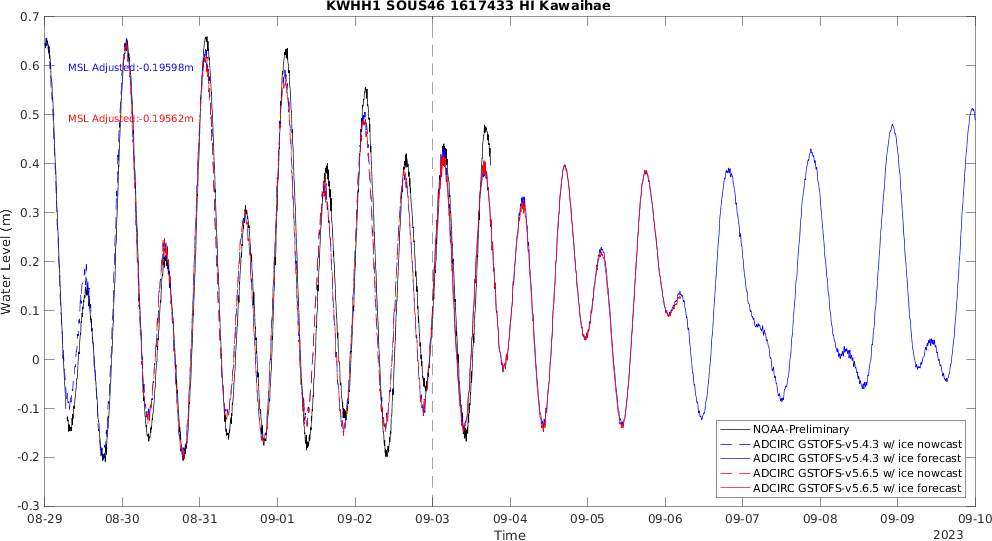 KWHH1 SOUS46 1617433 HI Kawaihae
0.7
0.6
0.5
0.4
0.3
0.2
0.1
0
-0.1
-0.2
-0.3
Water Level (m)
MSL Adjusted:-0.19598m
MSL Adjusted:-0.19562m
NOAA-Preliminary
ADCIRC GSTOFS-v5.4.3 w/ ice nowcast
ADCIRC GSTOFS-v5.4.3 w/ ice forecast
ADCIRC GSTOFS-v5.6.5 w/ ice nowcast
ADCIRC GSTOFS-v5.6.5 w/ ice forecast
08-29 08-30 08-31 09-01 09-02 09-03 09-04 09-05 09-06 09-07 09-08 09-09 09-10
Time
2023